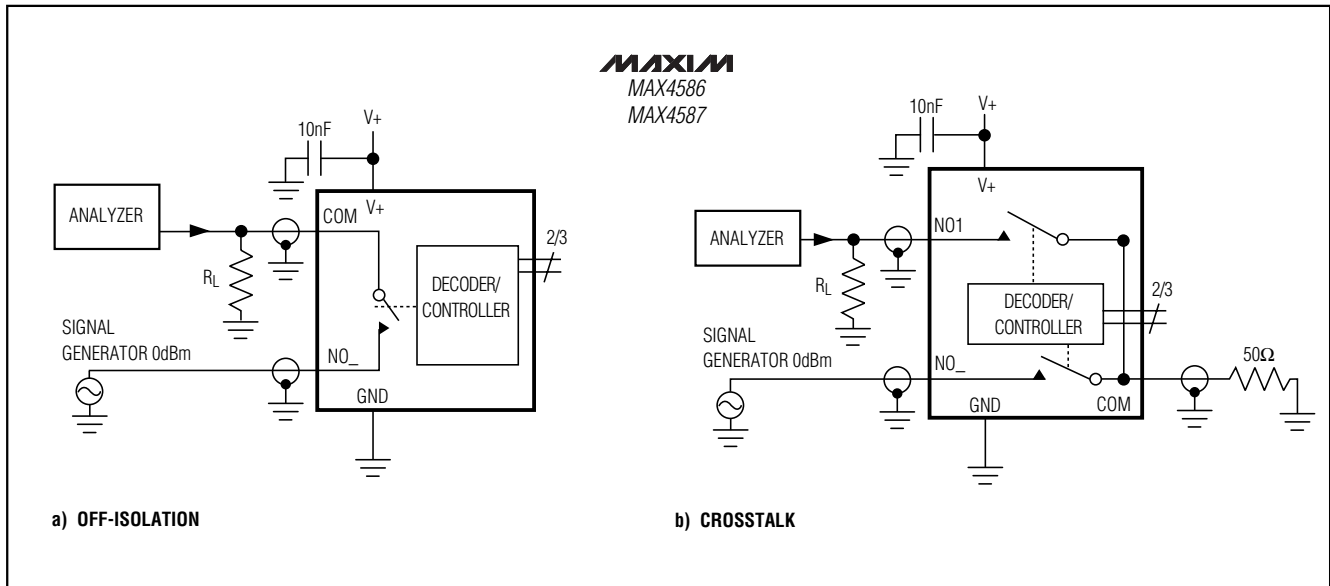 MAXIM
MAX4586
MAX4587
10nF
V+
ANALYZER
COM
V+
2/3
RL
DECODER/
CONTROLLER
SIGNAL
GENERATOR 0dBm
NO_
GND
a) OFF-ISOLATION
10nF
V+
V+
NO1
ANALYZER
RL
2/3
DECODER/
CONTROLLER
SIGNAL
GENERATOR 0dBm
NO_
50Ω
GND
COM
b) CROSSTALK